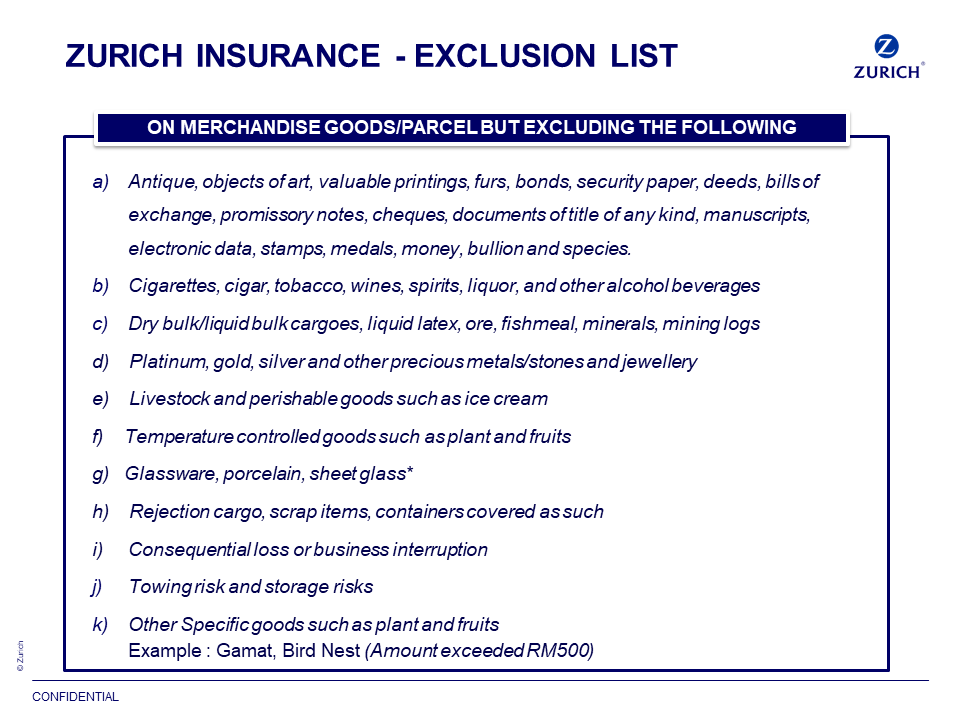 ZURICH INSURANCE - EXCLUSION LIST
Z
ZURICH®
ON MERCHANDISE GOODS/PARCEL BUT EXCLUDING THE FOLLOWING
a) Antique, objects of art, valuable printings, furs, bonds, security paper, deeds, bills of
exchange, promissory notes, cheques, documents of title of any kind, manuscripts,
electronic data, stamps, medals, money, bullion and species.
b) Cigarettes, cigar, tobacco, wines, spirits, liquor, and other alcohol beverages
c) Dry bulk/liquid bulk cargoes, liquid latex, ore, fishmeal, minerals, mining logs
d) Platinum, gold, silver and other precious metals/stones and jewellery
e) Livestock and perishable goods such as ice cream
f) Temperature controlled goods such as plant and fruits
g) Glassware, porcelain, sheet glass*
h) Rejection cargo, scrap items, containers covered as such
i) Consequential loss or business interruption
j) Towing risk and storage risks
k) Other Specific goods such as plant and fruits
Example : Gamat, Bird Nest (Amount exceeded RM500)
© Zurich
CONFIDENTIAL